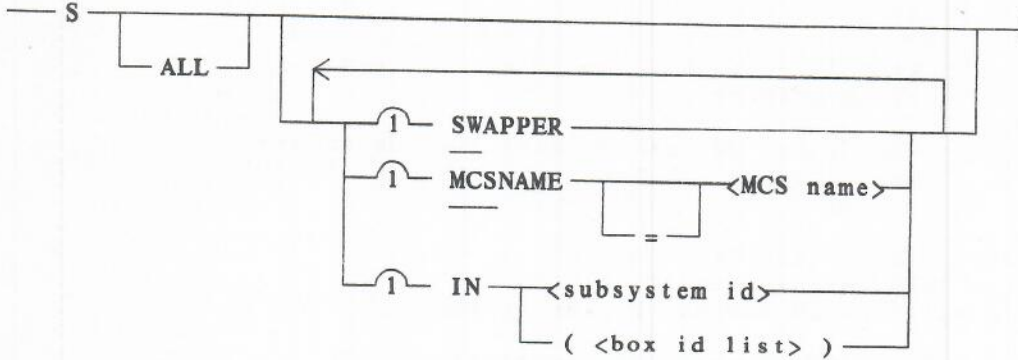 S
ALL
1 SWAPPER
1 MCSNAME <MCS name>
=
1 IN <subsystem id>
( <box id list> )